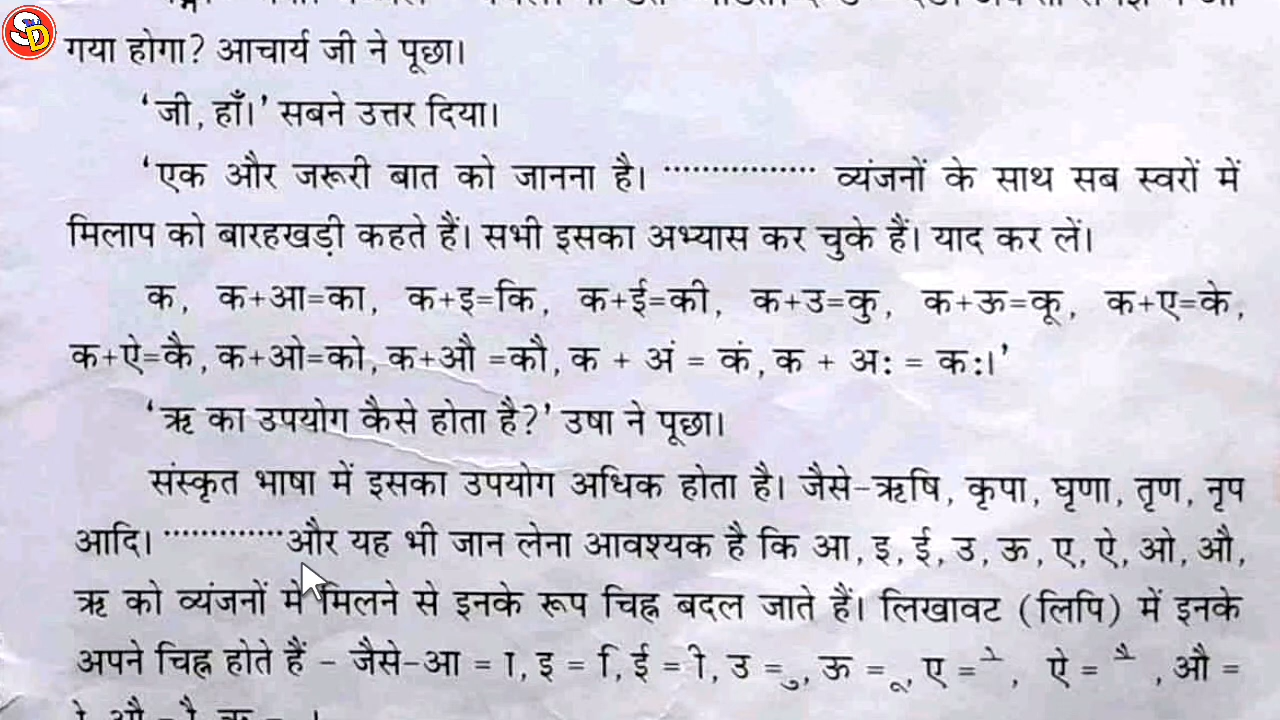 SD
गया होगा? आचार्य जी ने पूछा।
'जी, हाँ।' सबने उत्तर दिया।
'एक और जरूरी बात को जानना है। ················ व्यंजनों के साथ सब स्वरों में
मिलाप को बारहखड़ी कहते हैं। सभी इसका अभ्यास कर चुके हैं। याद कर लें।
क, क+आ=का, क+इ=कि, क+ई=की, क+उ=कु, क+ऊ=कू, क+ए=के,
क+ऐ=कै, क+ओ=को, क+औ =कौ, क + अं = कं, क + अः = कः।'
'ऋ का उपयोग कैसे होता है?' उषा ने पूछा।
संस्कृत भाषा में इसका उपयोग अधिक होता है। जैसे-ऋषि, कृपा, घृणा, तृण, नृप
आदि। ·············और यह भी जान लेना आवश्यक है कि आ, इ, ई, उ, ऊ, ए, ऐ, ओ, औ,
ऋ को व्यंजनों में मिलने से इनके रूप चिह्न बदल जाते हैं। लिखावट (लिपि) में इनके
अपने चिह्न होते हैं - जैसे-आ = ा, इ = ि, ई = ी, उ = ु, ऊ = ू, ए = े, ऐ = ै, औ =